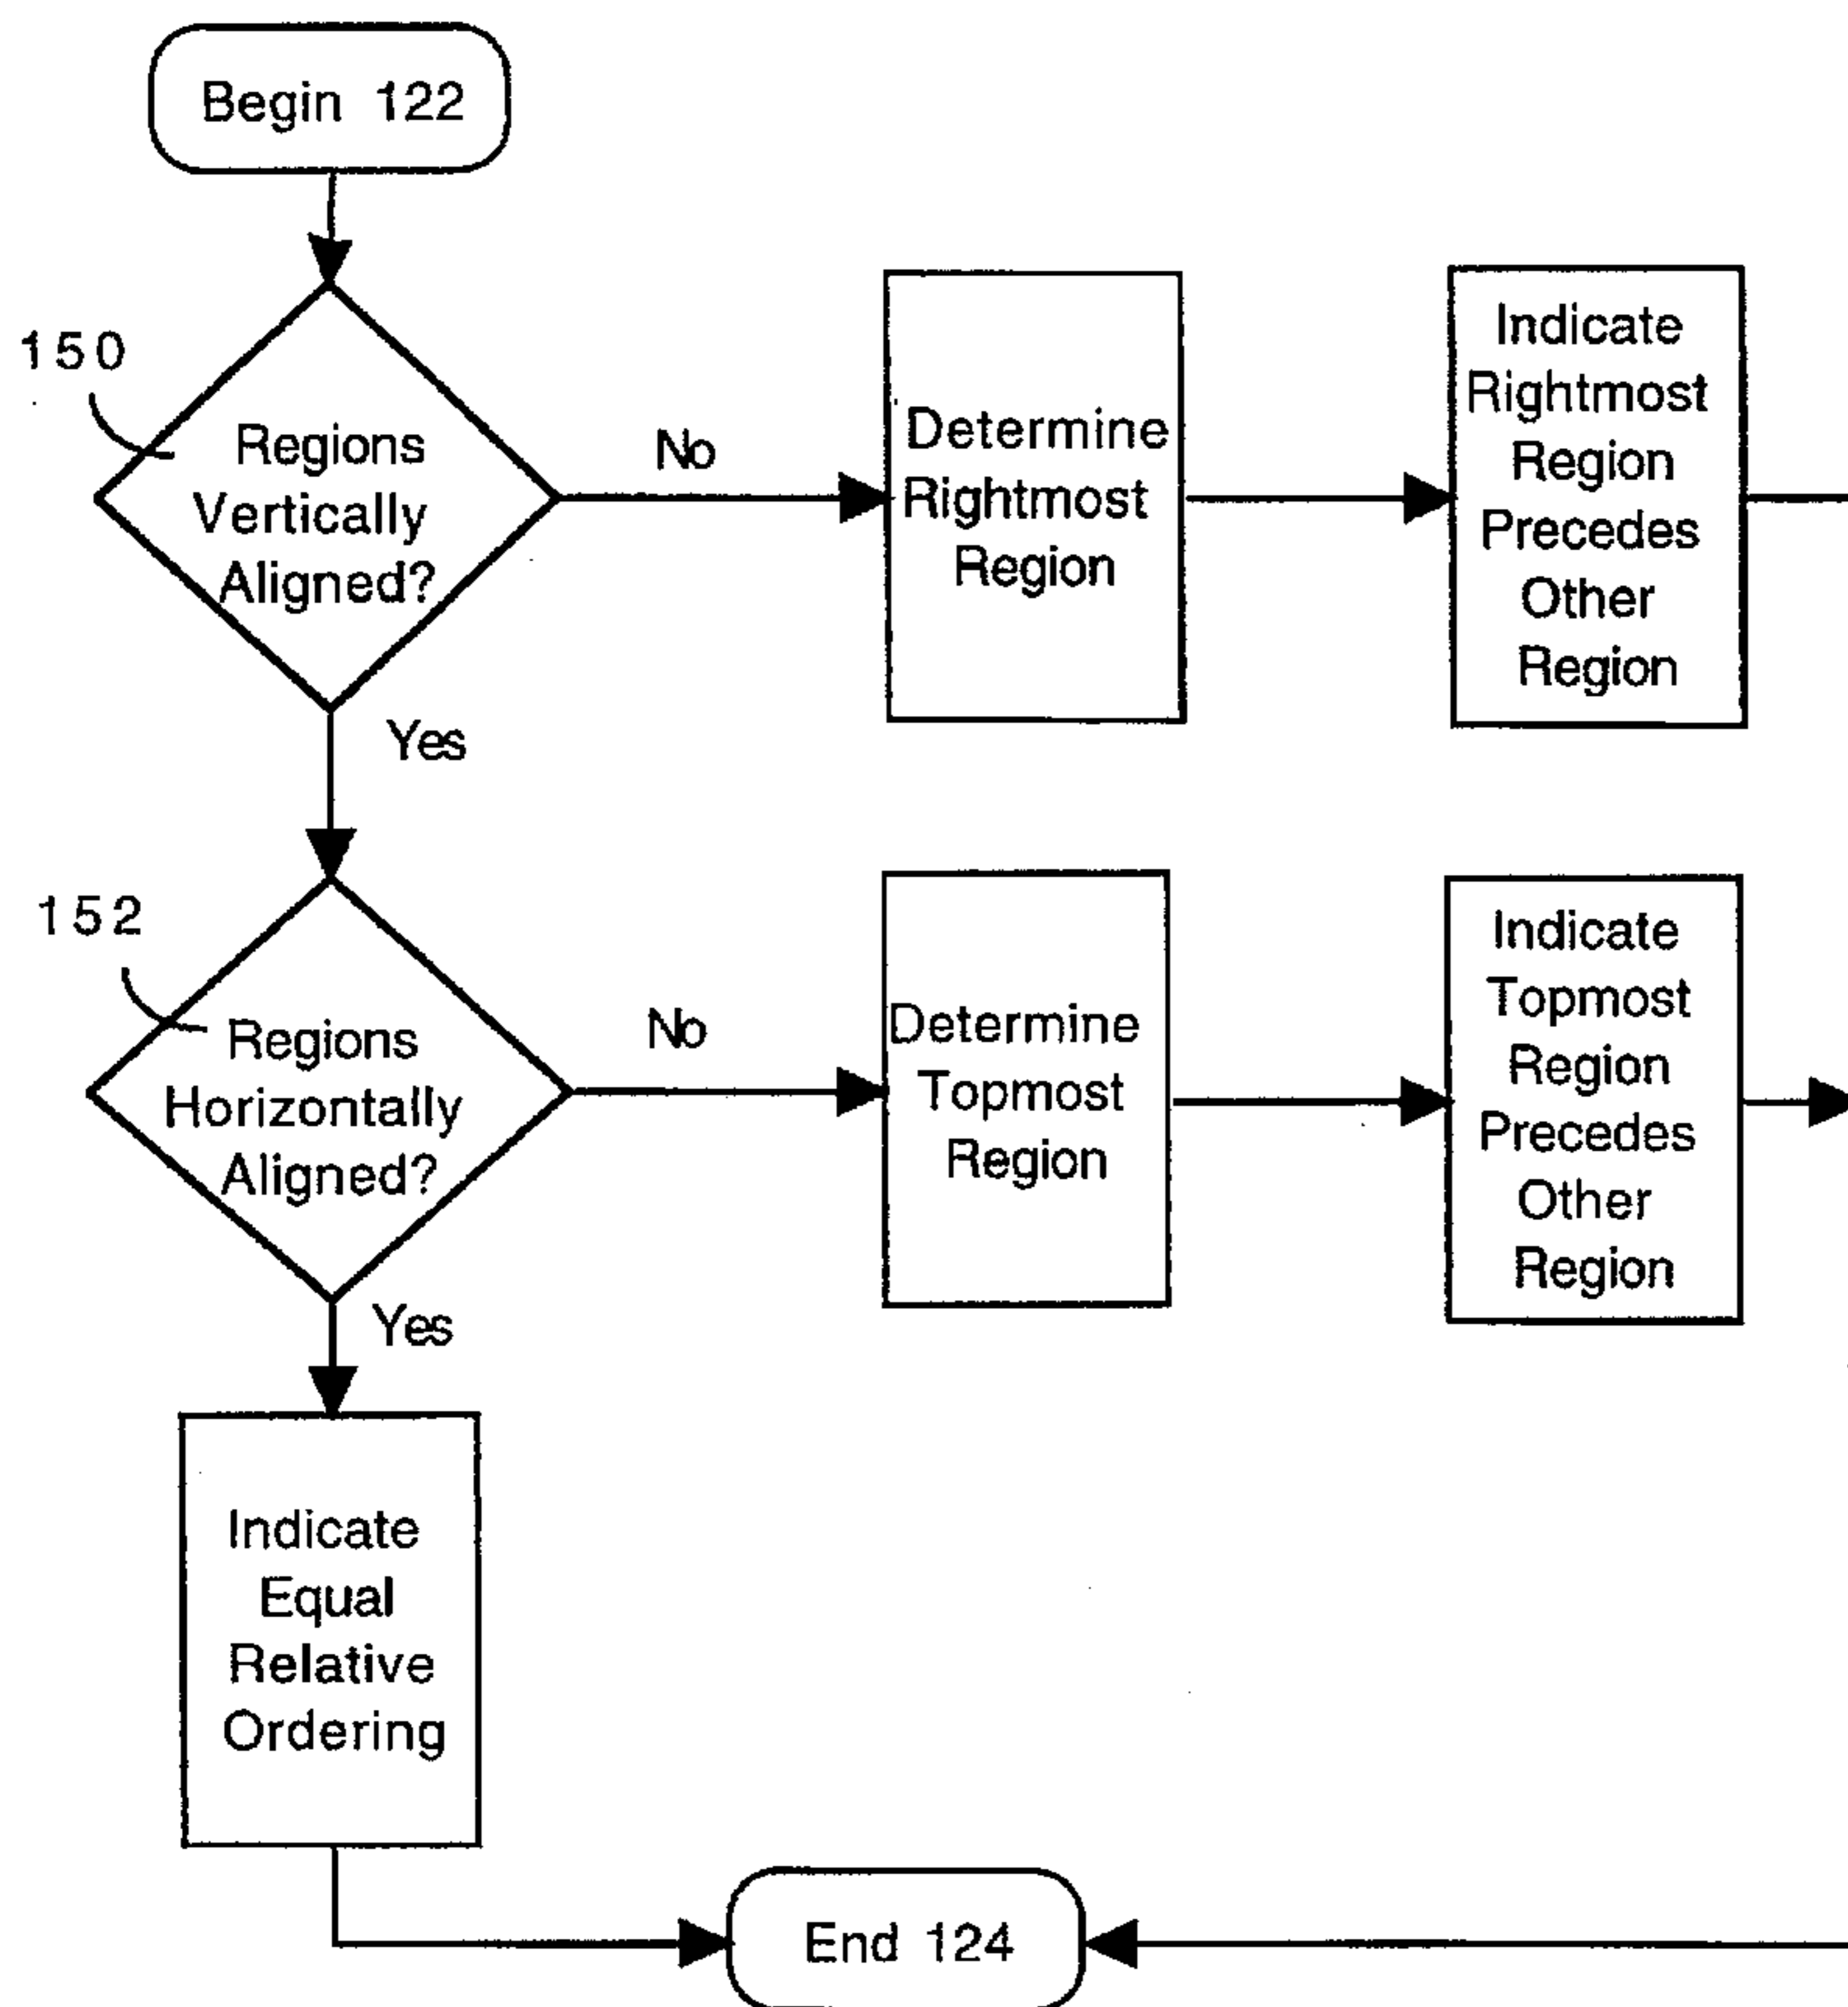 Begin 122
150
Regions
Vertically
Aligned?
No
Determine
Rightmost
Region
Indicate
Rightmost
Region
Precedes
Other
Region
Yes
152
Regions
Horizontally
Aligned?
No
Determine
Topmost
Region
Indicate
Topmost
Region
Precedes
Other
Region
Yes
Indicate
Equal
Relative
Ordering
End 124